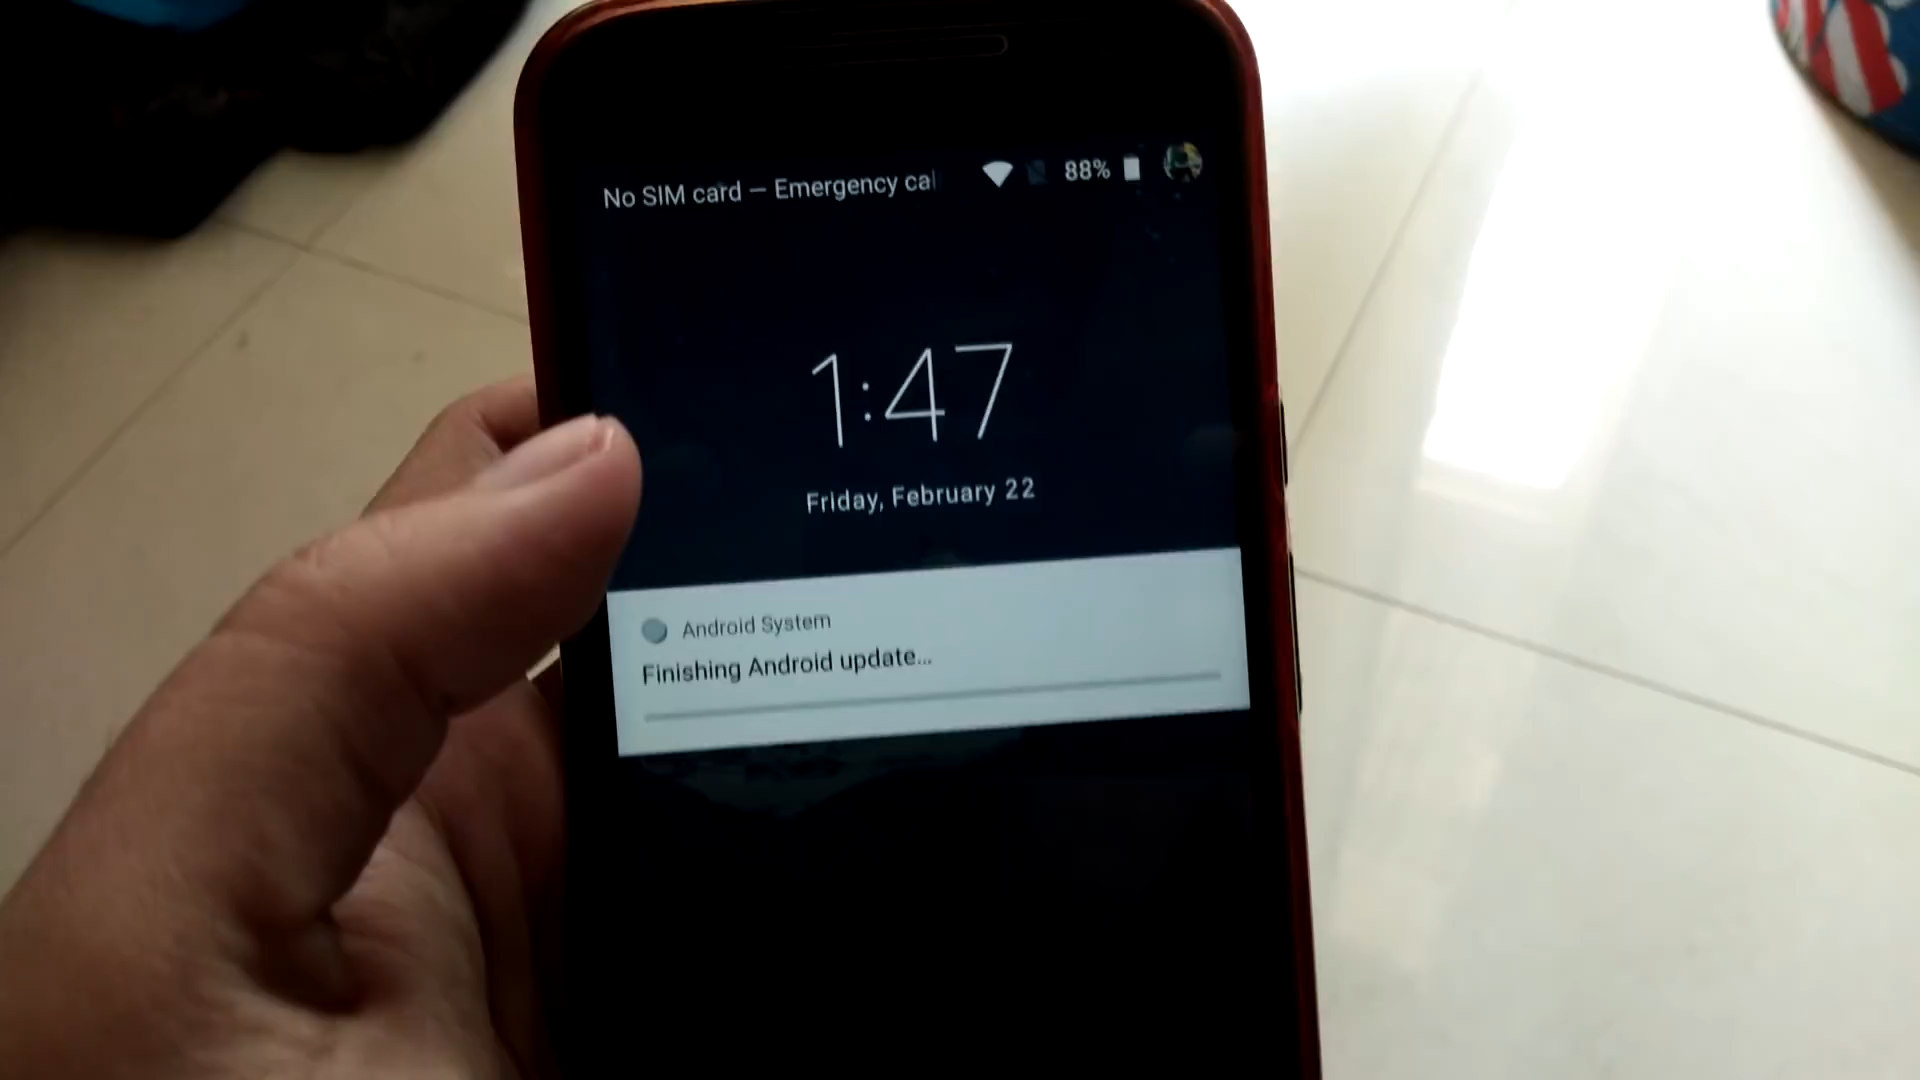 No SIM card — Emergency cal
88%
1:47
Friday, February 22
Android System
Finishing Android update...